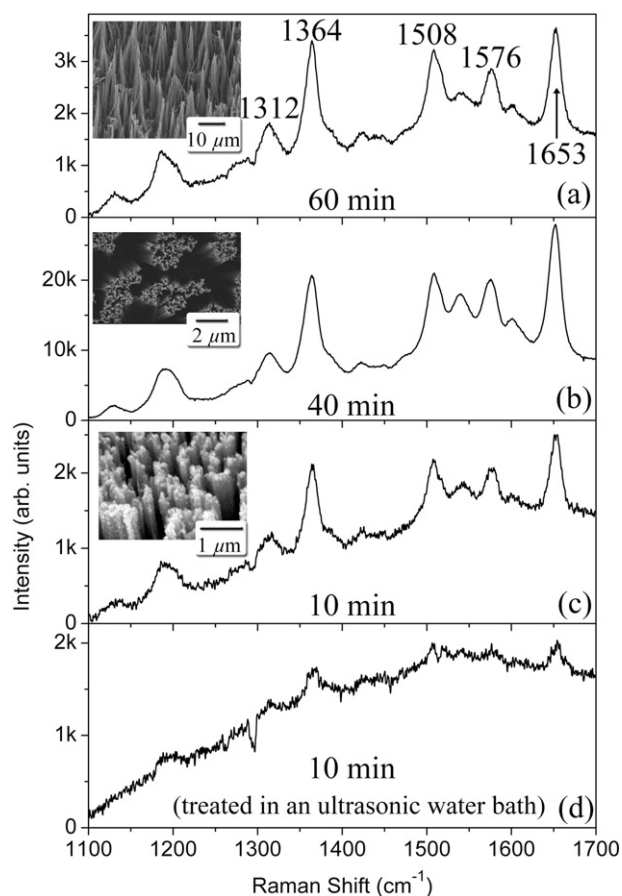 3k
2k
1k
0
10 μm
1312
1364
1508
1576
1653
60 min
(a)
20k
10k
0
2 μm
40 min
(b)
2k
1k
0
1 μm
10 min
(c)
2k
1k
0
10 min
(treated in an ultrasonic water bath)
(d)
Intensity (arb. units)
1100 1200 1300 1400 1500 1600 1700
Raman Shift (cm⁻¹)